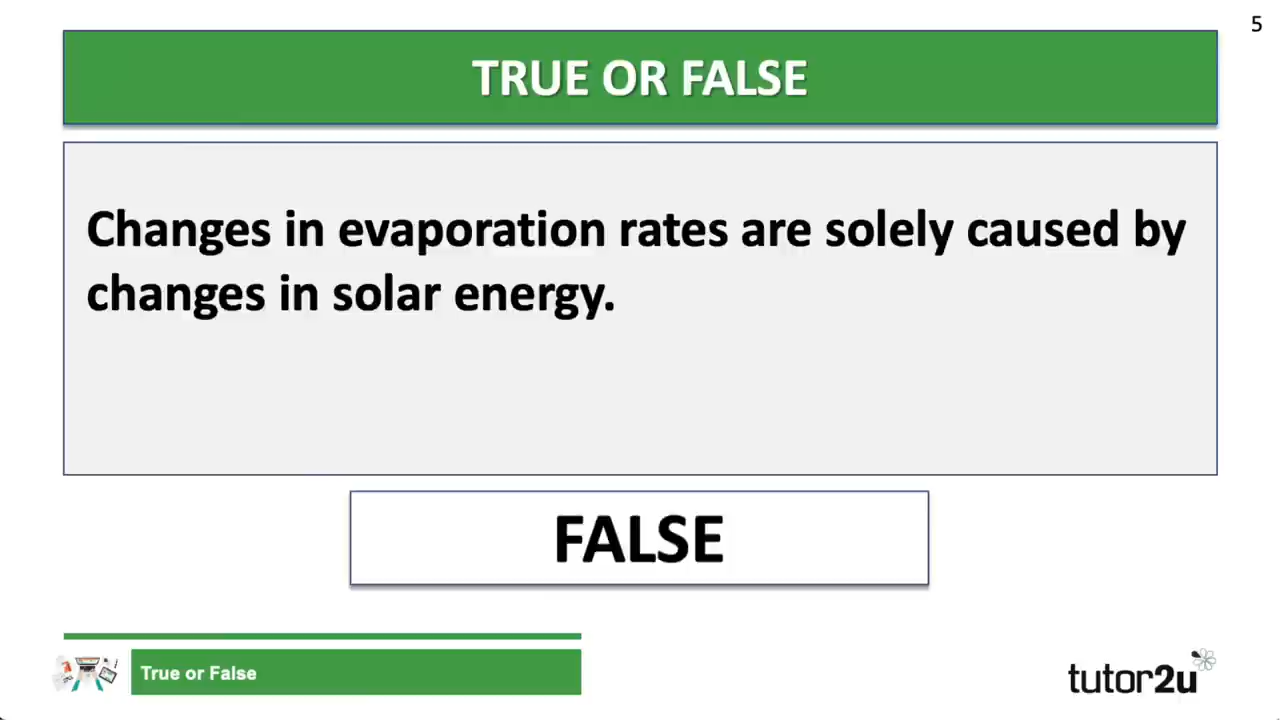 5
TRUE OR FALSE
Changes in evaporation rates are solely caused by
changes in solar energy.
FALSE
True or False
tutor2u